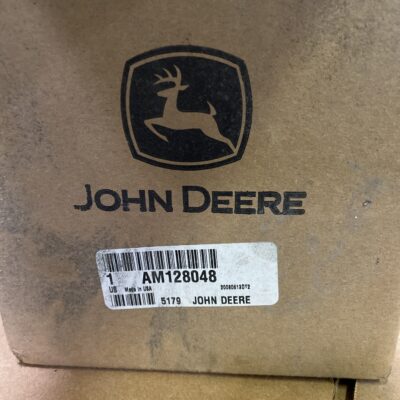 JOHN DEERE
1 AM128048
US Made in USA
5179 JOHN DEERE